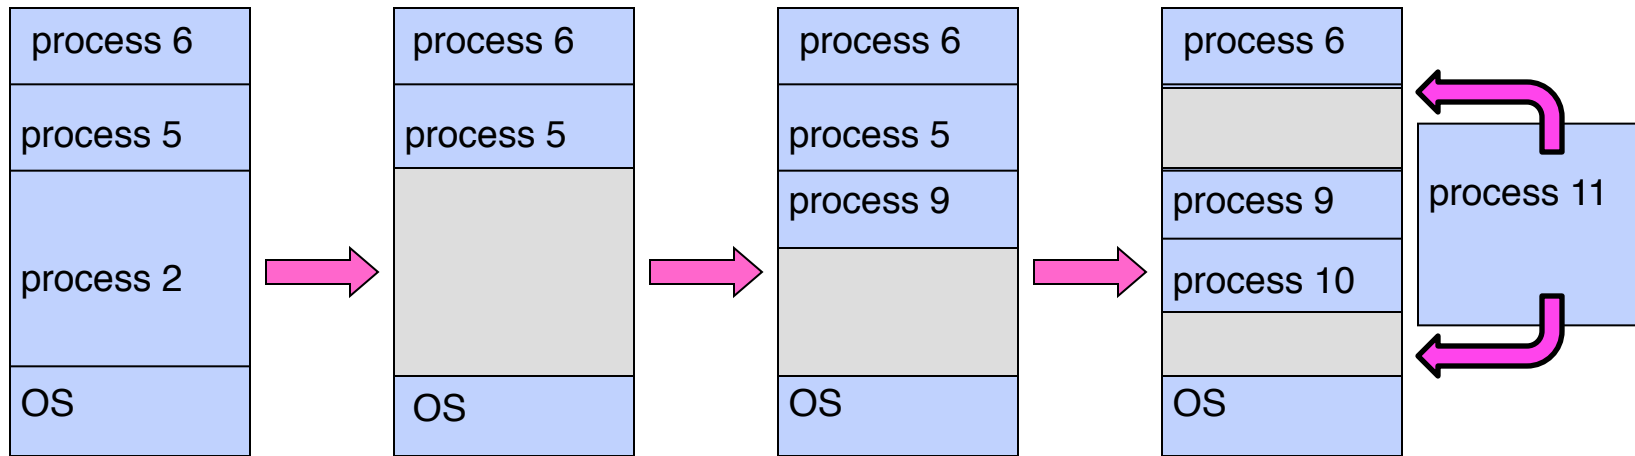 process 6
process 5
process 2
OS
process 6
process 5
OS
process 6
process 5
process 9
OS
process 6
process 9
process 10
OS
process 11